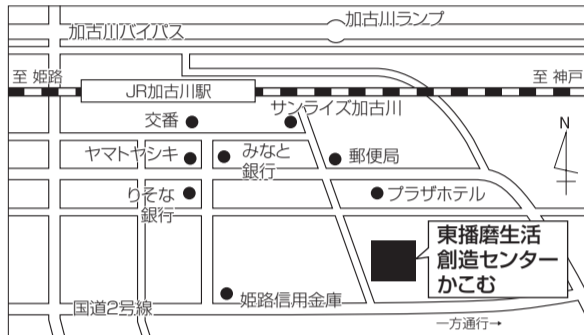 加古川ランプ
加古川バイパス
至 姫路
至 神戸
JR加古川駅
サンライズ加古川
交番
N
ヤマトヤシキ
みなと
銀行
郵便局
りそな
銀行
プラザホテル
東播磨生活
創造センター
かこむ
姫路信用金庫
国道2号線
一方通行→